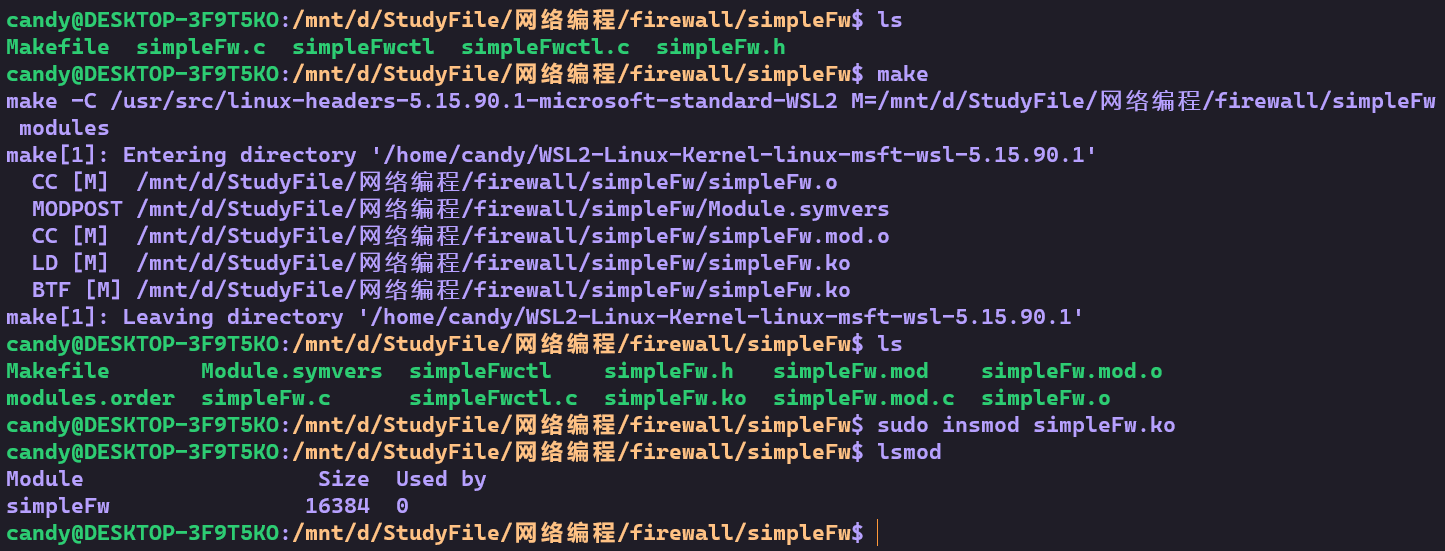 candy@DESKTOP-3F9T5KO:/mnt/d/StudyFile/网络编程/firewall/simpleFw$ ls
Makefile  simpleFw.c  simpleFwctl  simpleFwctl.c  simpleFw.h
candy@DESKTOP-3F9T5KO:/mnt/d/StudyFile/网络编程/firewall/simpleFw$ make
make -C /usr/src/linux-headers-5.15.90.1-microsoft-standard-WSL2 M=/mnt/d/StudyFile/网络编程/firewall/simpleFw
 modules
make[1]: Entering directory '/home/candy/WSL2-Linux-Kernel-linux-msft-wsl-5.15.90.1'
  CC [M]  /mnt/d/StudyFile/网络编程/firewall/simpleFw/simpleFw.o
  MODPOST /mnt/d/StudyFile/网络编程/firewall/simpleFw/Module.symvers
  CC [M]  /mnt/d/StudyFile/网络编程/firewall/simpleFw/simpleFw.mod.o
  LD [M]  /mnt/d/StudyFile/网络编程/firewall/simpleFw/simpleFw.ko
  BTF [M] /mnt/d/StudyFile/网络编程/firewall/simpleFw/simpleFw.ko
make[1]: Leaving directory '/home/candy/WSL2-Linux-Kernel-linux-msft-wsl-5.15.90.1'
candy@DESKTOP-3F9T5KO:/mnt/d/StudyFile/网络编程/firewall/simpleFw$ ls
Makefile       Module.symvers  simpleFwctl    simpleFw.h   simpleFw.mod    simpleFw.mod.o
modules.order  simpleFw.c      simpleFwctl.c  simpleFw.ko  simpleFw.mod.c  simpleFw.o
candy@DESKTOP-3F9T5KO:/mnt/d/StudyFile/网络编程/firewall/simpleFw$ sudo insmod simpleFw.ko
candy@DESKTOP-3F9T5KO:/mnt/d/StudyFile/网络编程/firewall/simpleFw$ lsmod
Module                  Size  Used by
simpleFw               16384  0
candy@DESKTOP-3F9T5KO:/mnt/d/StudyFile/网络编程/firewall/simpleFw$